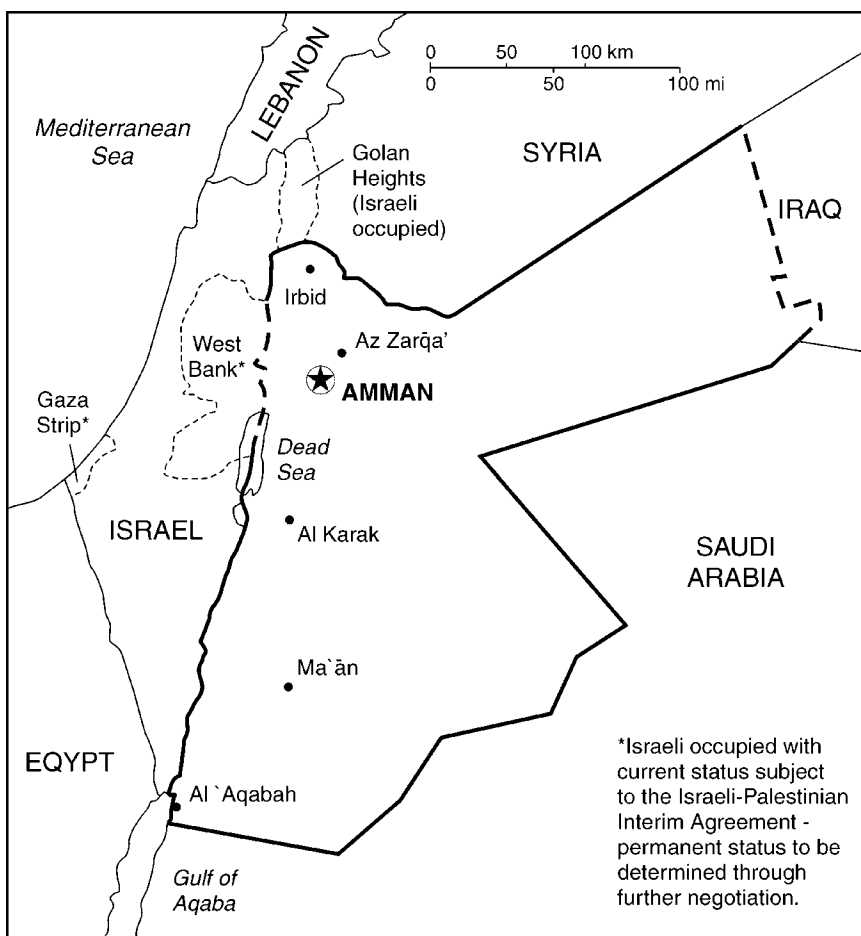 0 50 100 km
0 50 100 mi
LEBANON
Mediterranean
Sea
Golan
Heights
(Israeli
occupied)
SYRIA
IRAQ
Irbid
West
Bank*
Az Zarqāʼ
AMMAN
Gaza
Strip*
Dead
Sea
ISRAEL
Al Karak
SAUDI
ARABIA
Ma`ān
EQYPT
Al `Aqabah
Gulf of
Aqaba
*Israeli occupied with
current status subject
to the Israeli-Palestinian
Interim Agreement -
permanent status to be
determined through
further negotiation.